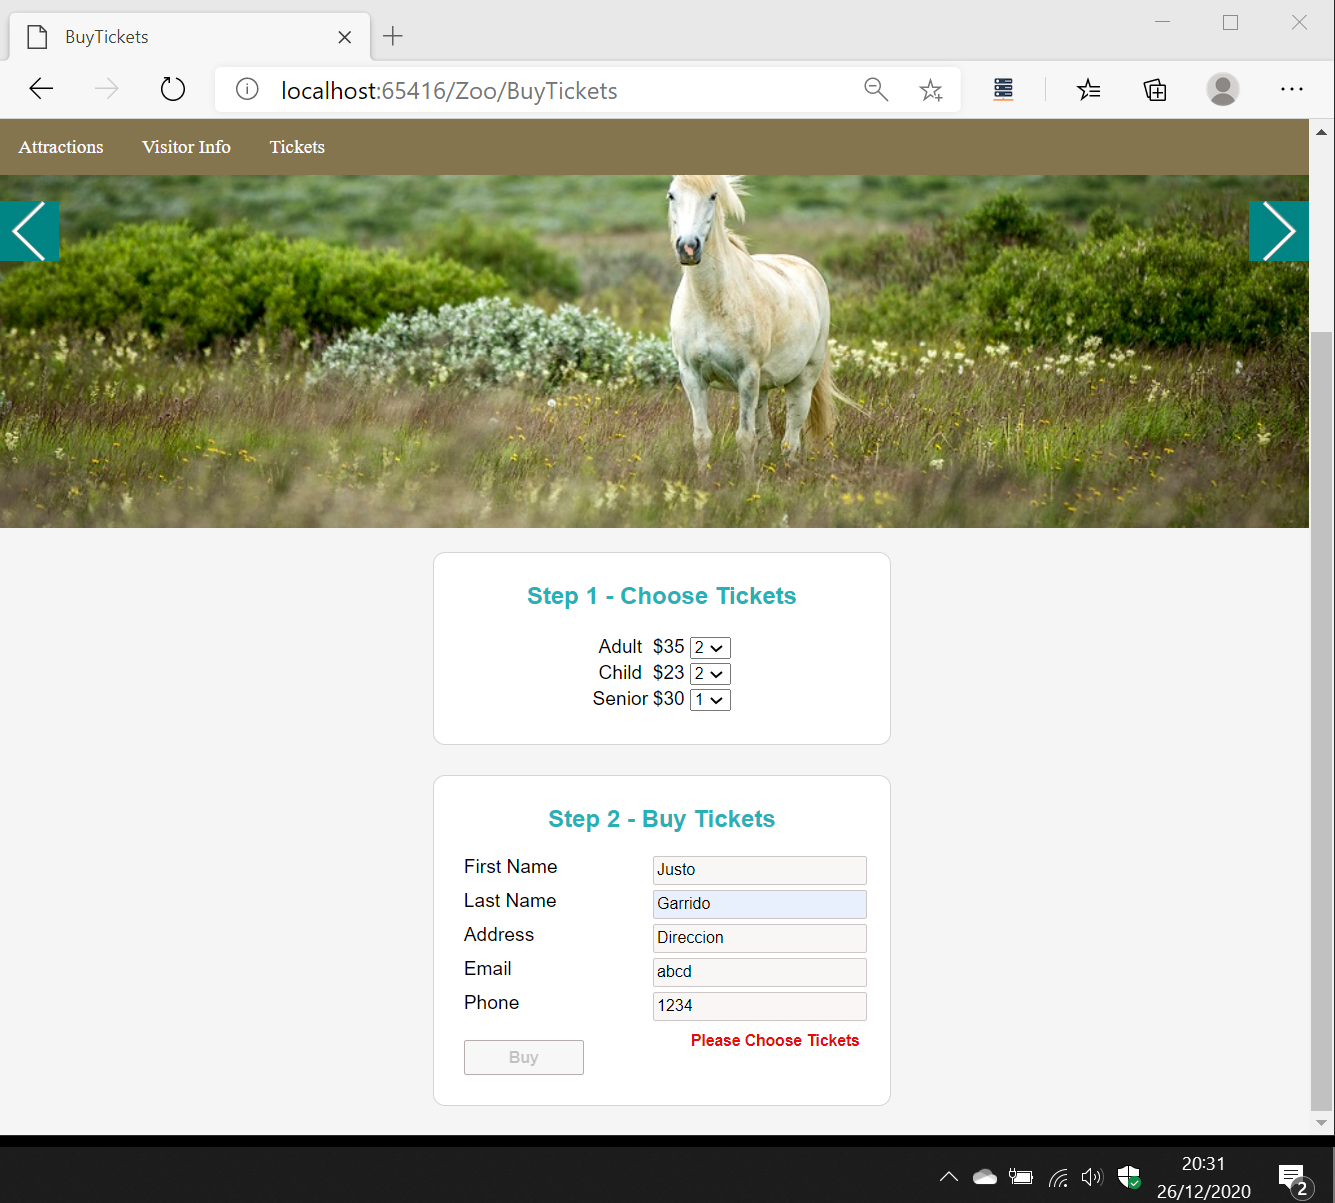 BuyTickets
localhost:65416/Zoo/BuyTickets
Attractions Visitor Info Tickets
Step 1 - Choose Tickets
Adult $35 2
Child $23 2
Senior $30 1
Step 2 - Buy Tickets
First Name Justo
Last Name Garrido
Address Direccion
Email abcd
Phone 1234
Please Choose Tickets
Buy
20:31
26/12/2020
2